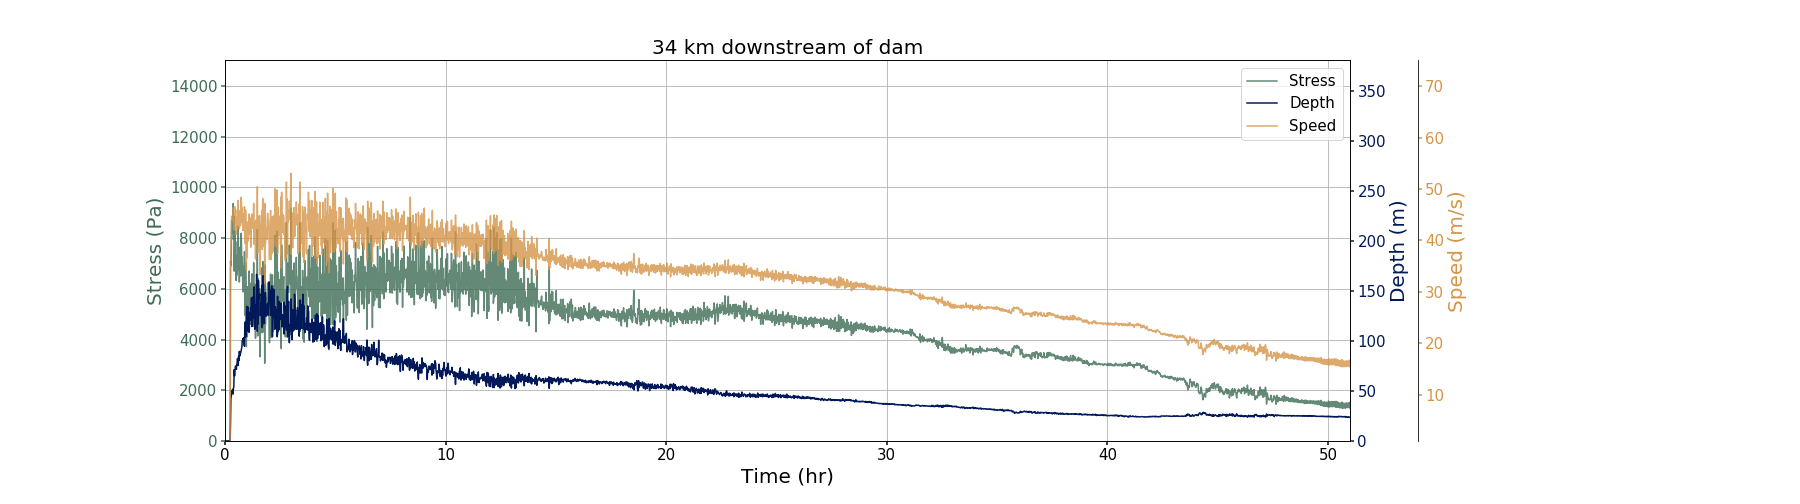 34 km downstream of dam
Stress (Pa)
14000
12000
10000
8000
6000
4000
2000
0
Stress
Depth
Speed
350
300
250
200
150
100
50
0
Depth (m)
70
60
50
40
30
20
10
Speed (m/s)
0 10 20 30 40 50
Time (hr)